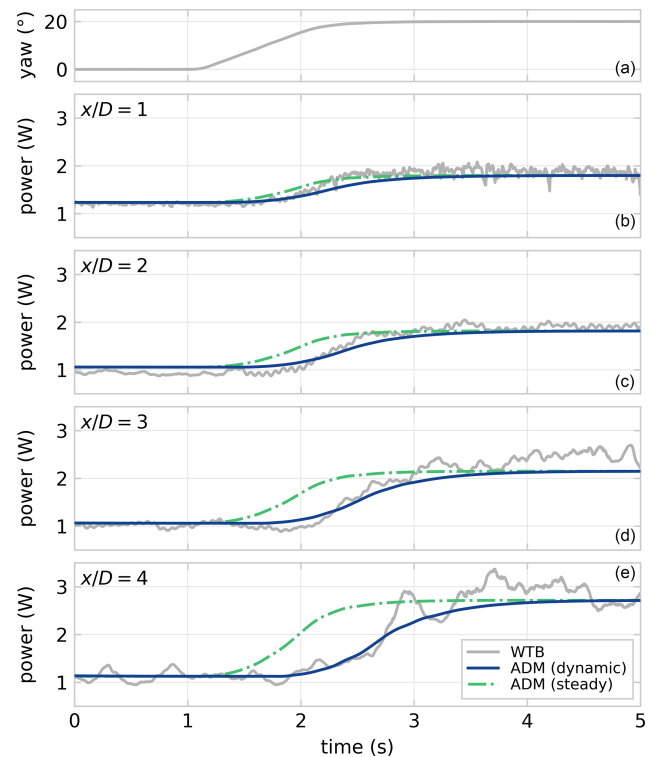 yaw (°)
20
0
(a)
x/D = 1
power (W)
3
2
1
(b)
x/D = 2
power (W)
3
2
1
(c)
x/D = 3
power (W)
3
2
1
(d)
x/D = 4
(e)
power (W)
3
2
1
WTB
ADM (dynamic)
ADM (steady)
0 1 2 3 4 5
time (s)